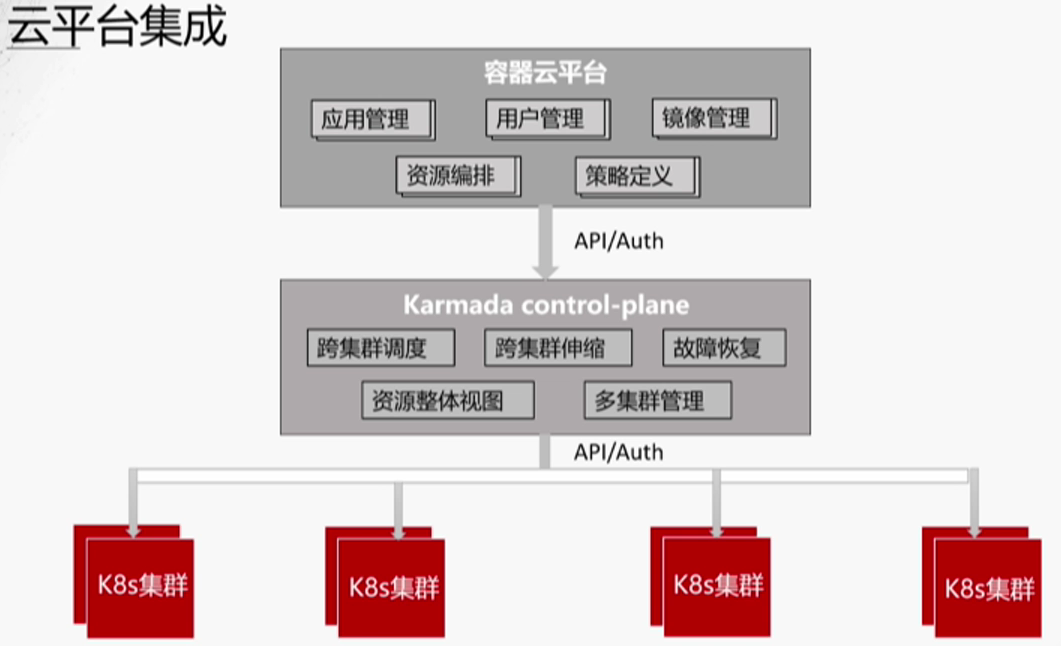 云平台集成
容器云平台
应用管理 用户管理 镜像管理
资源编排 策略定义
API/Auth
Karmada control-plane
跨集群调度 跨集群伸缩 故障恢复
资源整体视图 多集群管理
API/Auth
K8s集群 K8s集群 K8s集群 K8s集群